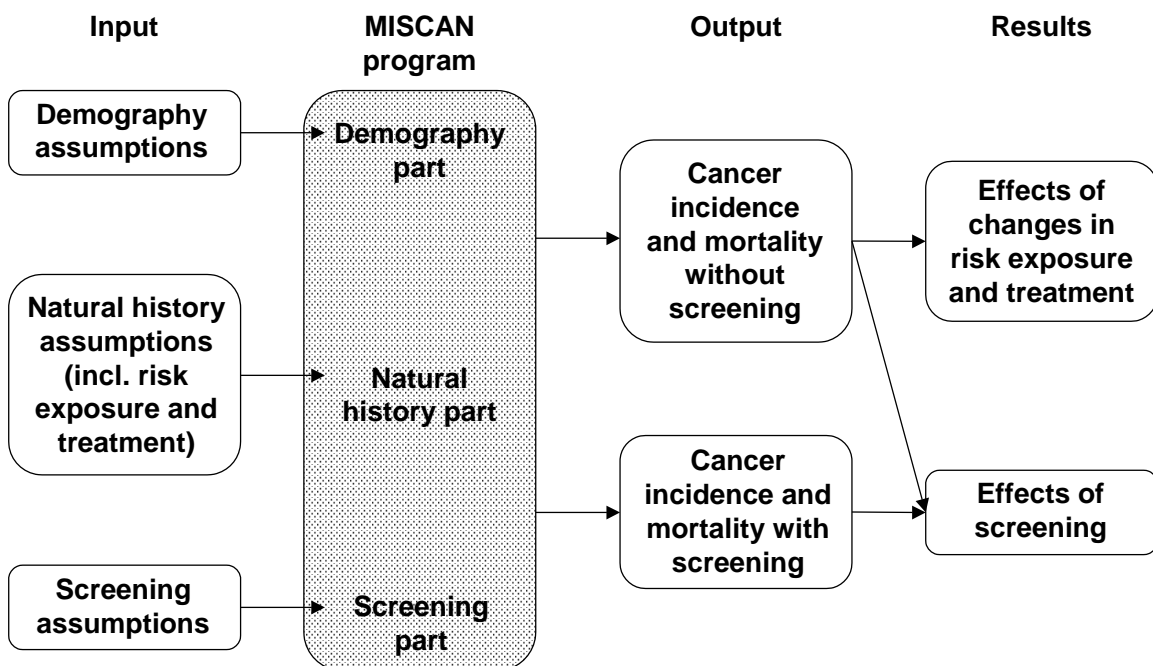 Input
MISCAN
program
Output
Results
Demography
assumptions
Natural history
assumptions
(incl. risk
exposure and
treatment)
Screening
assumptions
Demography
part
Natural
history part
Screening
part
Cancer
incidence
and mortality
without
screening
Cancer
incidence and
mortality with
screening
Effects of
changes in
risk exposure
and treatment
Effects of
screening